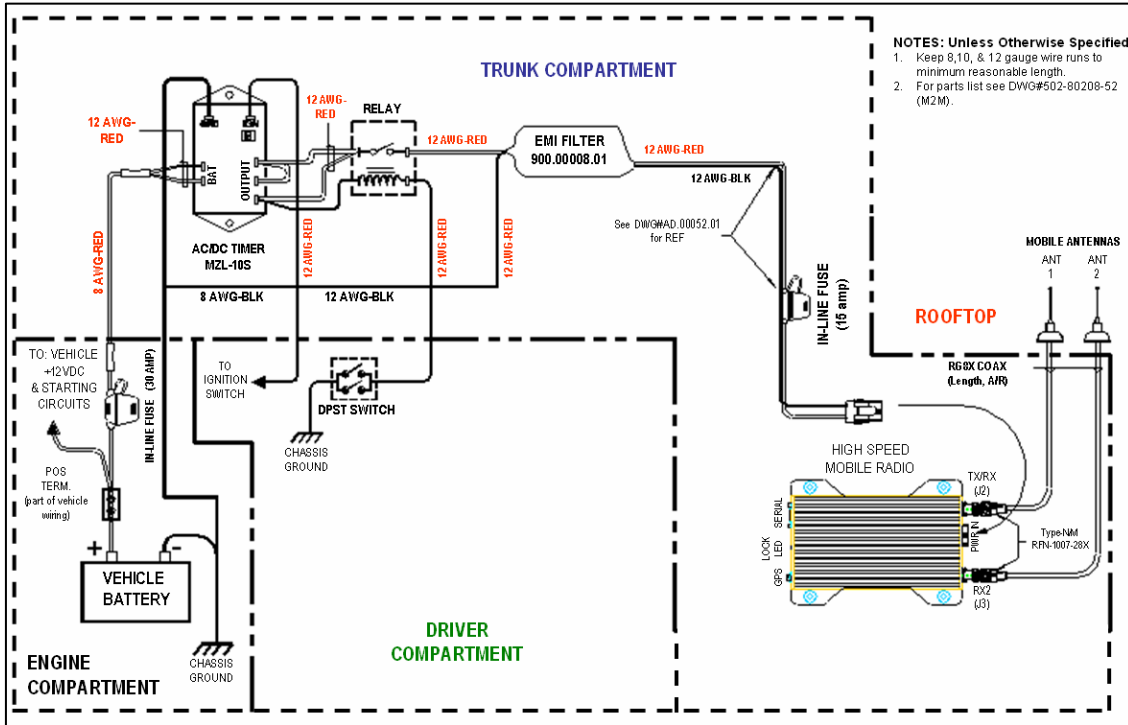 NOTES: Unless Otherwise Specified
1. Keep 8,10, & 12 gauge wire runs to
minimum reasonable length.
2. For parts list see DWG#502-80208-52
(M2M).
TRUNK COMPARTMENT
12 AWG-
RED
12 AWG-
RED
RELAY
BAT
OUTPUT
12 AWG-RED
EMI FILTER
900.00008.01
12 AWG-RED
12 AWG-BLK
See DWG#AD.00052.01
for REF
AC/DC TIMER
MZL-10S
8 AWG-RED
12 AWG-RED
12 AWG-RED
12 AWG-RED
8 AWG-BLK
12 AWG-BLK
IN-LINE FUSE
(15 amp)
MOBILE ANTENNAS
ANT
1
ANT
2
ROOFTOP
RG8X COAX
(Length, A/R)
TO: VEHICLE
+12VDC
& STARTING
CIRCUITS
IN-LINE FUSE (30 AMP)
TO
IGNITION
SWITCH
DPST SWITCH
CHASSIS
GROUND
POS
TERM.
(part of vehicle
wiring)
+
-
VEHICLE
BATTERY
CHASSIS
GROUND
HIGH SPEED
MOBILE RADIO
TX/RX
(J2)
SERIAL
LOCK
LED
GPS
PWR IN
Type-N/M
RFN-1007-28X
RX2
(J3)
ENGINE
COMPARTMENT
DRIVER
COMPARTMENT